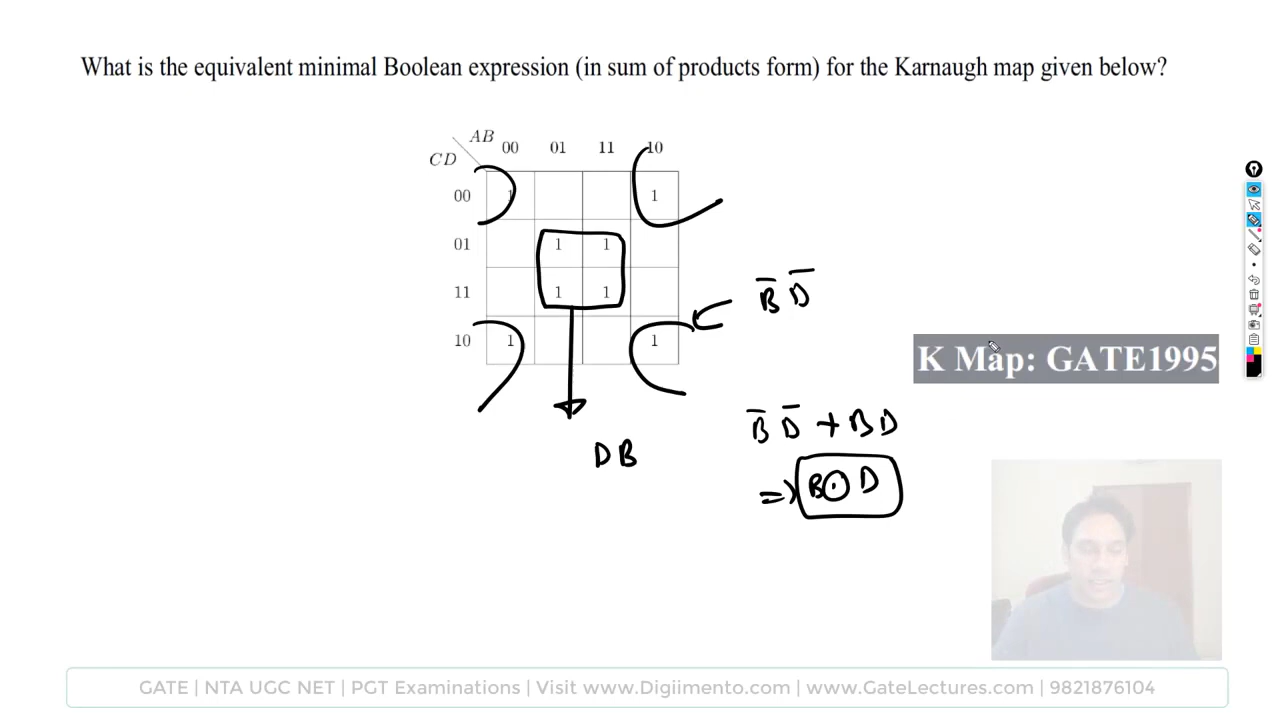 What is the equivalent minimal Boolean expression (in sum of products form) for the Karnaugh map given below?
AB
CD
00 01 11 10
00 1 1
01 1 1
11 1 1
10 1 1
B̅ D̅
K Map: GATE1995
B̅ D̅ + B D
D B
⇒ B ⊙ D
GATE | NTA UGC NET | PGT Examinations | Visit www.Digiimento.com | www.GateLectures.com | 9821876104